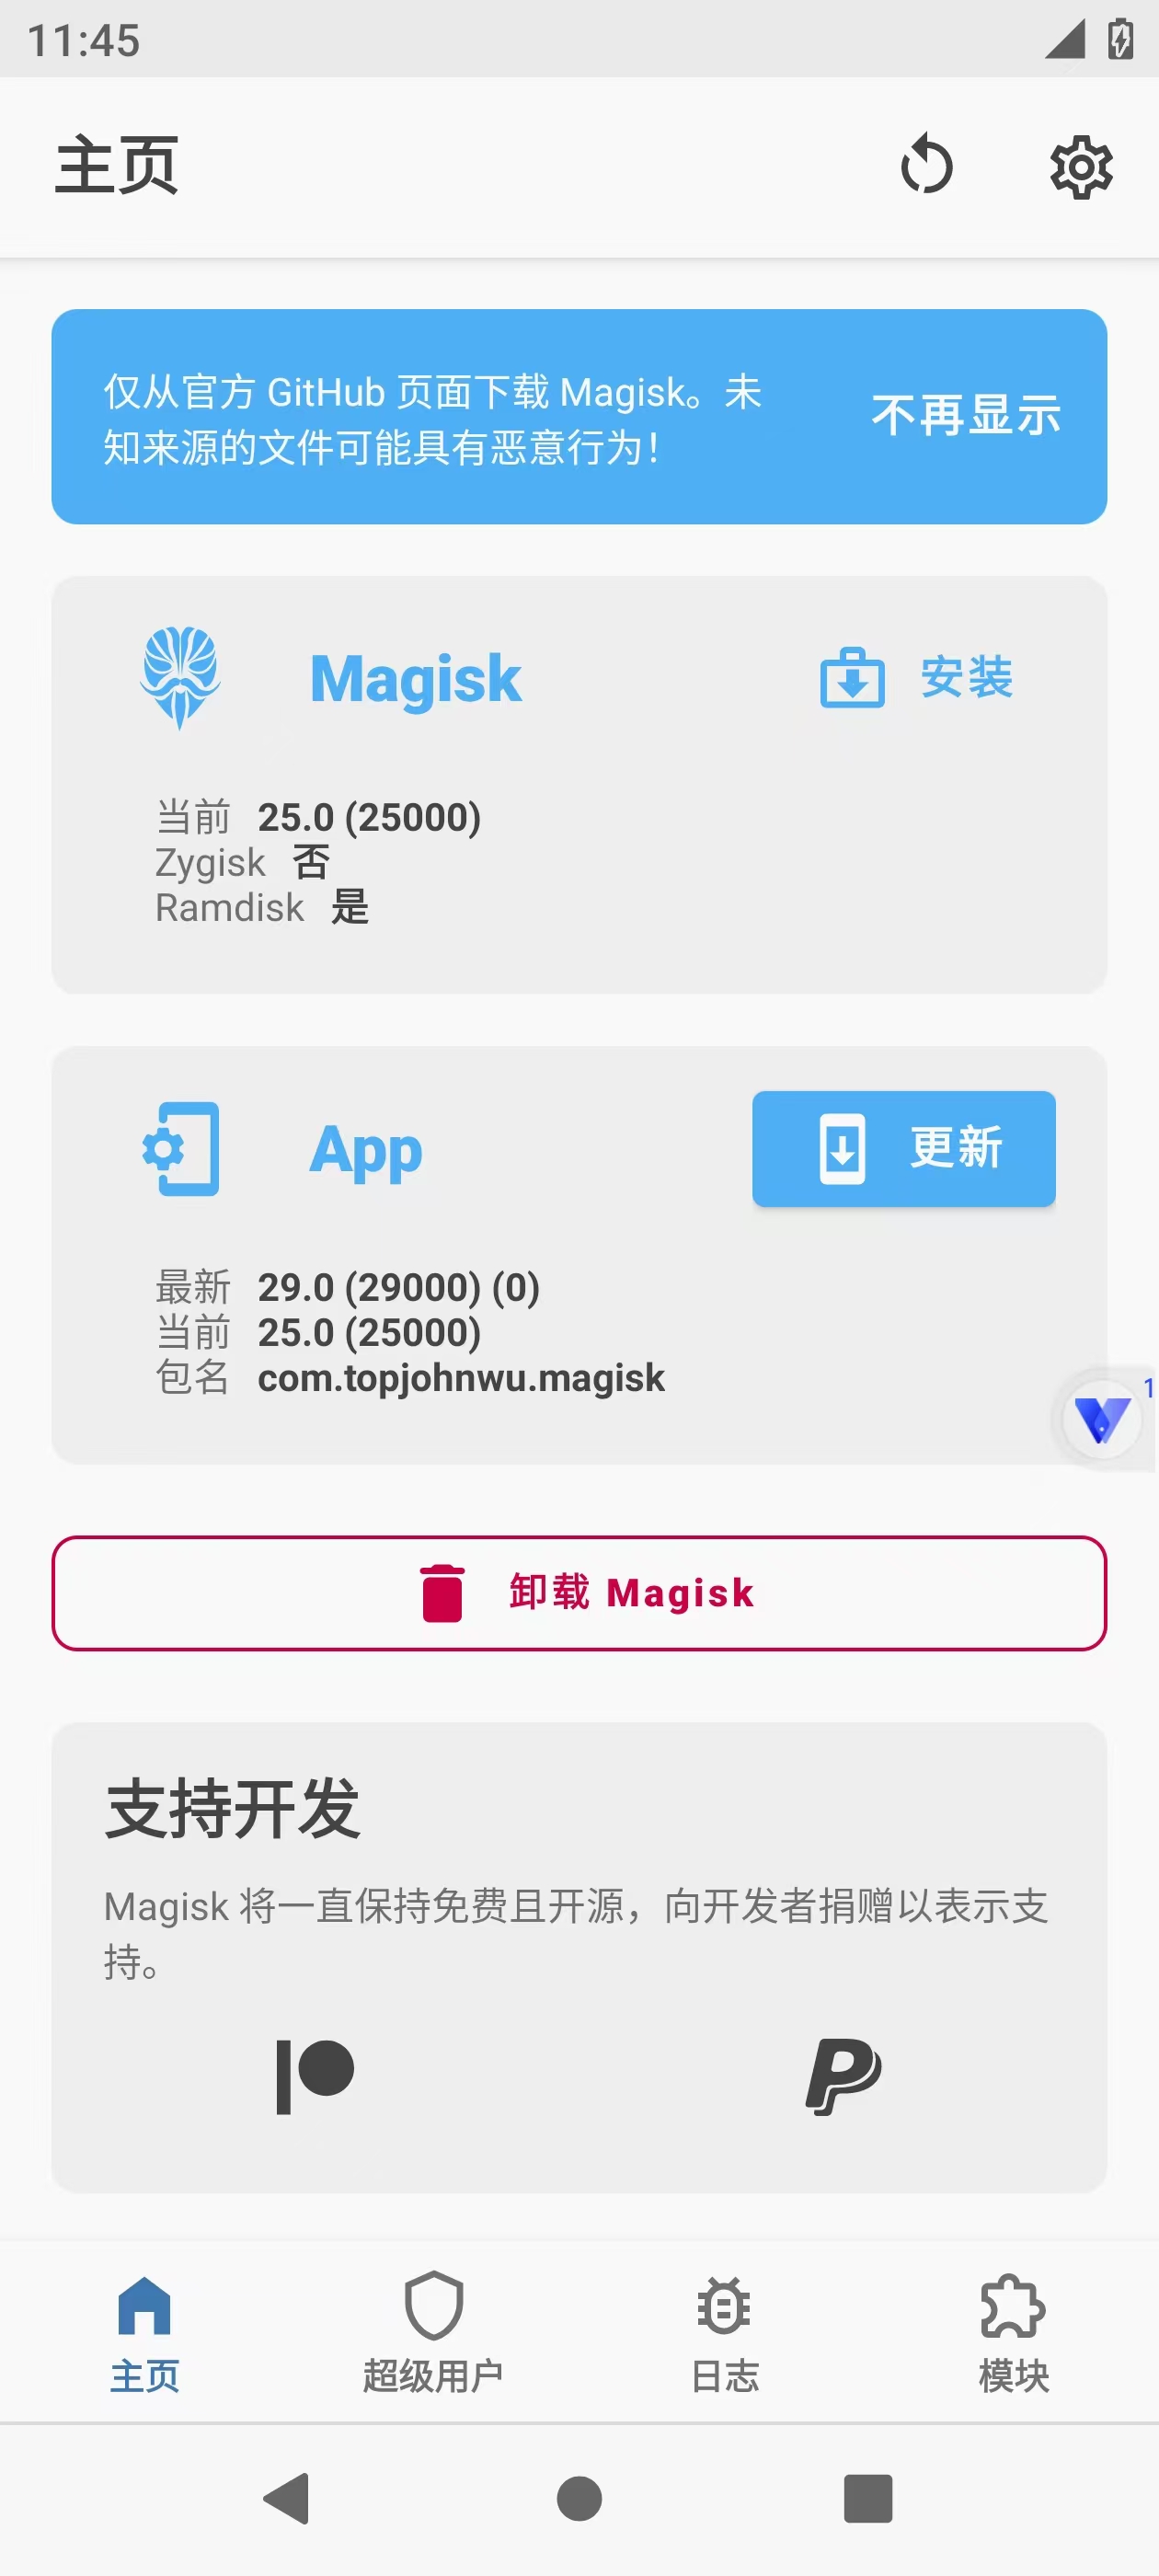 11:45
主页
仅从官方 GitHub 页面下载 Magisk。未
知来源的文件可能具有恶意行为！
不再显示
Magisk
安装
当前 25.0 (25000)
Zygisk 否
Ramdisk 是
App
更新
最新 29.0 (29000) (0)
当前 25.0 (25000)
包名 com.topjohnwu.magisk
1
卸载 Magisk
支持开发
Magisk 将一直保持免费且开源，向开发者捐赠以表示支
持。
主页
超级用户
日志
模块